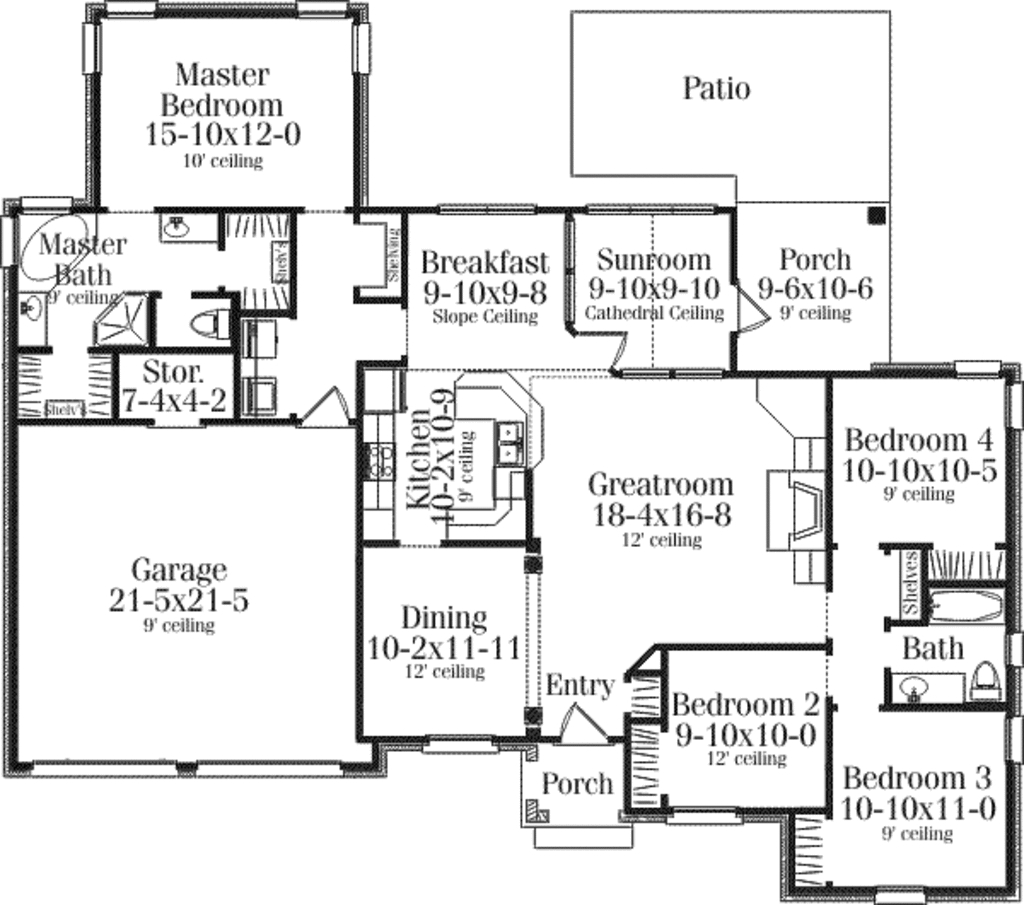 Master
Bedroom
15-10x12-0
10' ceiling
Patio
Master
Bath
9' ceiling
Shelv's
Shelving
Breakfast
9-10x9-8
Slope Ceiling
Sunroom
9-10x9-10
Cathedral Ceiling
Porch
9-6x10-6
9' ceiling
Stor.
7-4x4-2
Shelv's
Kitchen
10-2x10-9
9' ceiling
Greatroom
18-4x16-8
12' ceiling
Bedroom 4
10-10x10-5
9' ceiling
Garage
21-5x21-5
9' ceiling
Dining
10-2x11-11
12' ceiling
Shelves
Bath
Entry
Bedroom 2
9-10x10-0
12' ceiling
Porch
Bedroom 3
10-10x11-0
9' ceiling